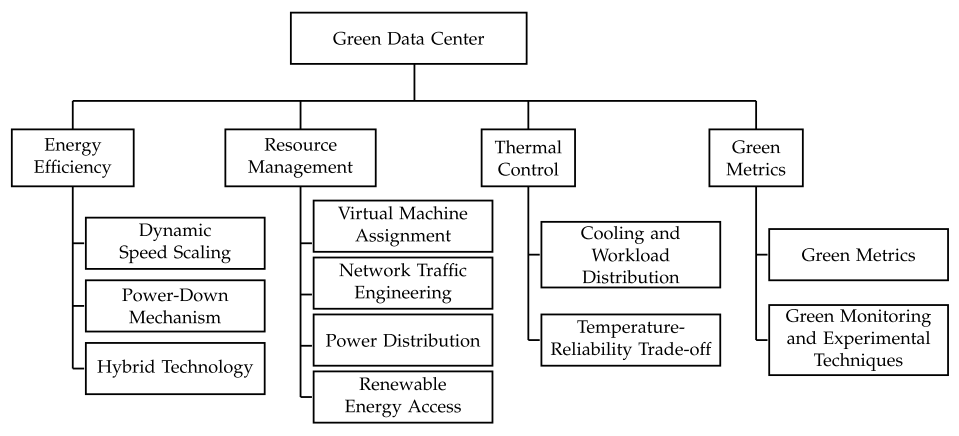 Green Data Center
Energy
Efficiency
Resource
Management
Thermal
Control
Green
Metrics
Dynamic
Speed Scaling
Power-Down
Mechanism
Hybrid Technology
Virtual Machine
Assignment
Network Traffic
Engineering
Power Distribution
Renewable
Energy Access
Cooling and
Workload
Distribution
Temperature-
Reliability Trade-off
Green Metrics
Green Monitoring
and Experimental
Techniques